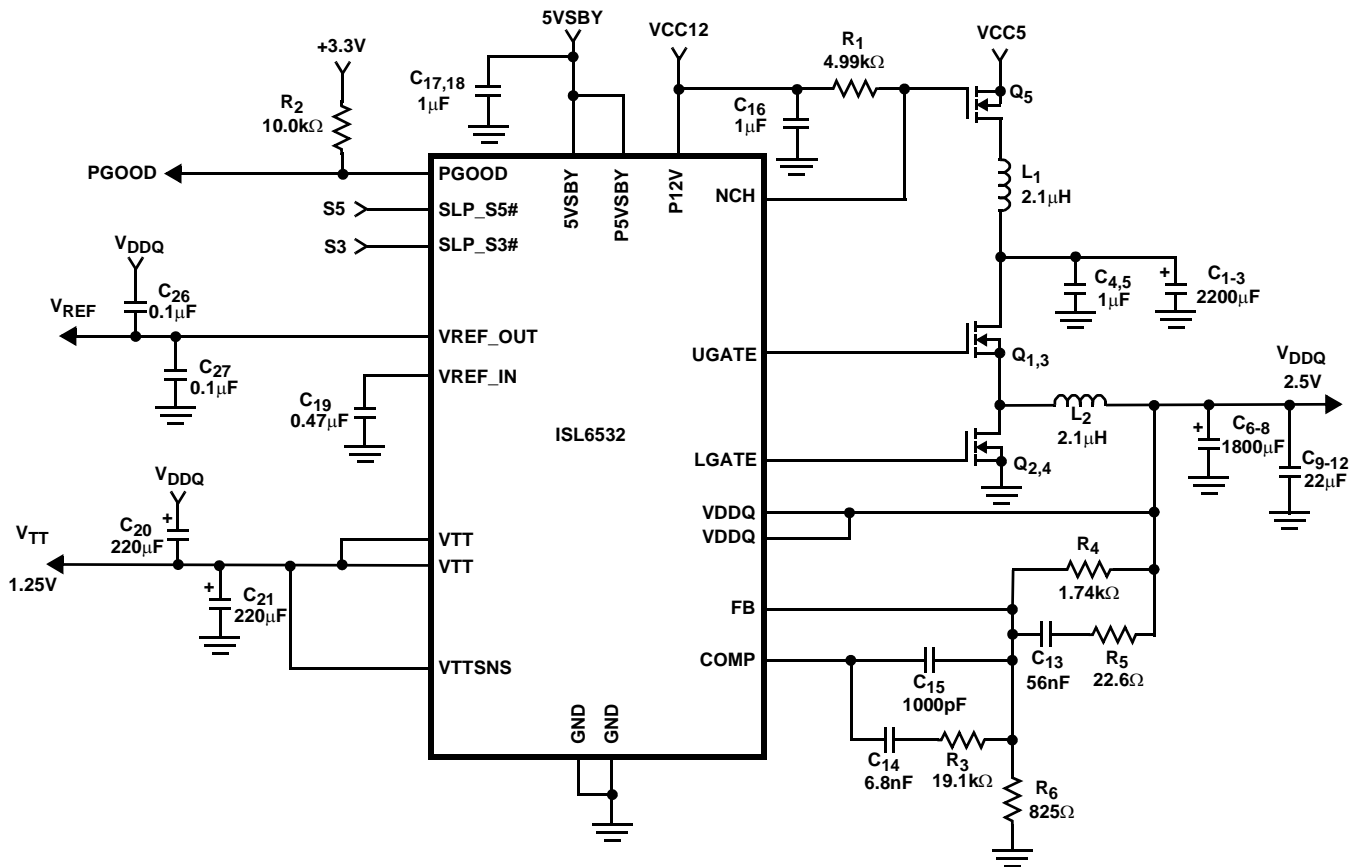 5VSBY
VCC12
VCC5
+3.3V
R1
4.99kΩ
C17,18
1μF
R2
10.0kΩ
C16
1μF
Q5
PGOOD
PGOOD
5VSBY
P5VSBY
P12V
NCH
L1
2.1μH
S5
SLP_S5#
S3
SLP_S3#
VDDQ
C26
0.1μF
VREF
VREF_OUT
C27
0.1μF
VREF_IN
C19
0.47μF
C4,5
1μF
C1-3
+
2200μF
UGATE
Q1,3
VDDQ
2.5V
ISL6532
L2
2.1μH
LGATE
Q2,4
+
C6-8
1800μF
C9-12
22μF
VDDQ
VDDQ
VDDQ
C20
+
220μF
VTT
1.25V
VTT
VTT
+
C21
220μF
R4
1.74kΩ
FB
C13
56nF
R5
22.6Ω
COMP
VTTSNS
C15
1000pF
GND
GND
C14
6.8nF
R3
19.1kΩ
R6
825Ω